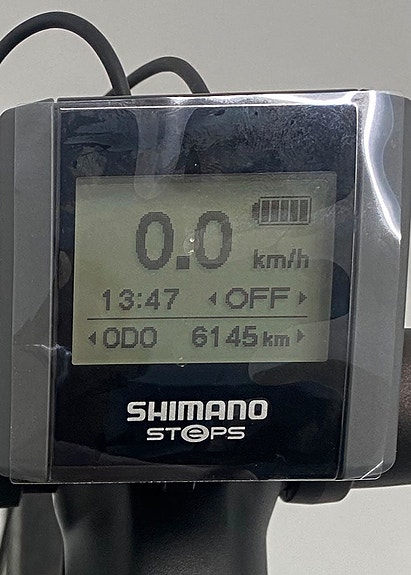 0.0
km/h
13:47 OFF
ODO 6145 km
SHIMANO
STePS